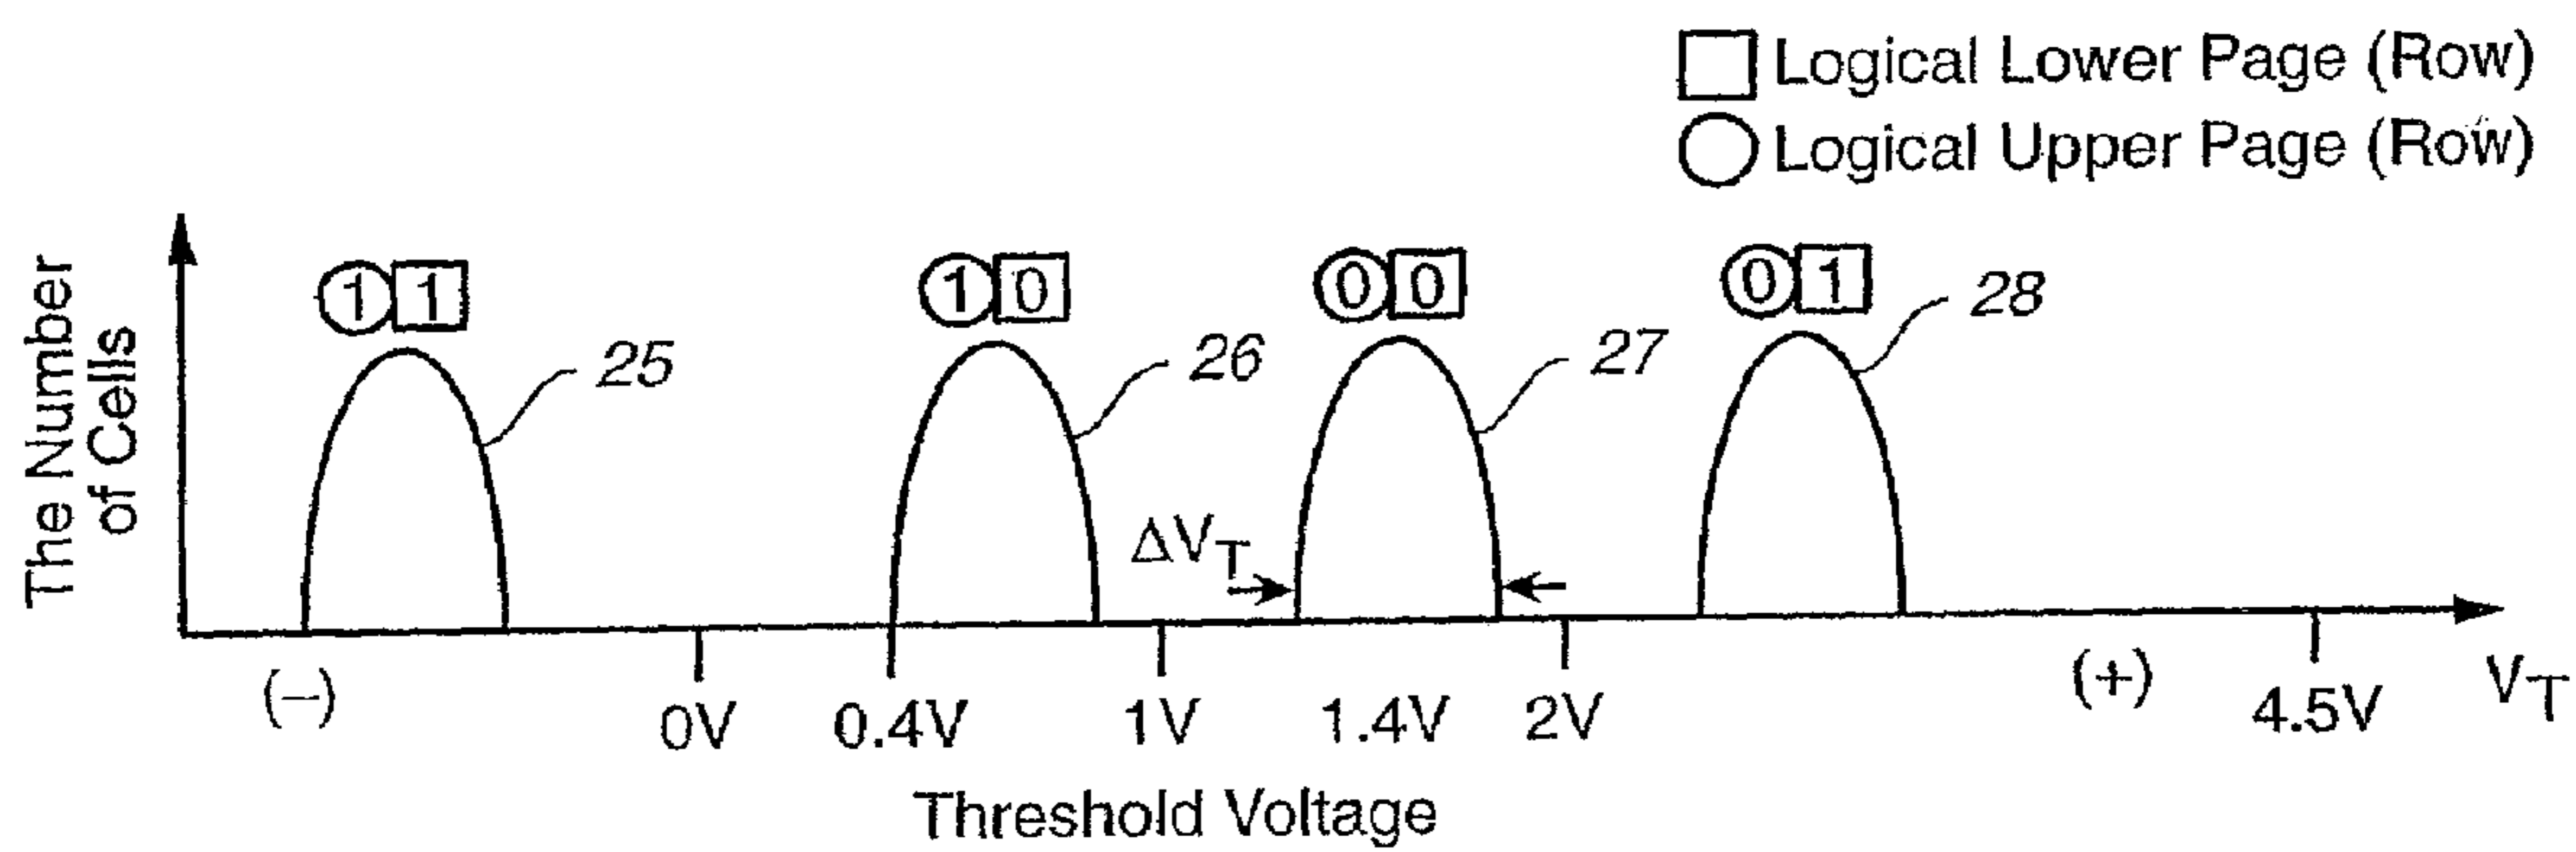 Logical Lower Page (Row)
Logical Upper Page (Row)
The Number
of Cells
1 1
1 0
0 0
0 1
25
26
27
28
ΔVT
(–)
0V
0.4V
1V
1.4V
2V
(+)
4.5V
VT
Threshold Voltage